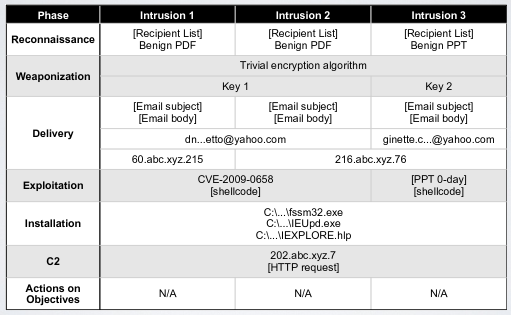 Phase Intrusion 1 Intrusion 2 Intrusion 3
Reconnaissance
[Recipient List]
Benign PDF
[Recipient List]
Benign PDF
[Recipient List]
Benign PPT
Weaponization
Trivial encryption algorithm
Key 1
Key 2
Delivery
[Email subject]
[Email body]
[Email subject]
[Email body]
[Email subject]
[Email body]
dn...etto@yahoo.com
ginette.c...@yahoo.com
60.abc.xyz.215
216.abc.xyz.76
Exploitation
CVE-2009-0658
[shellcode]
[PPT 0-day]
[shellcode]
Installation
C:\...\fssm32.exe
C:\...\IEUpd.exe
C:\...\IEXPLORE.hlp
C2
202.abc.xyz.7
[HTTP request]
Actions on
Objectives
N/A
N/A
N/A